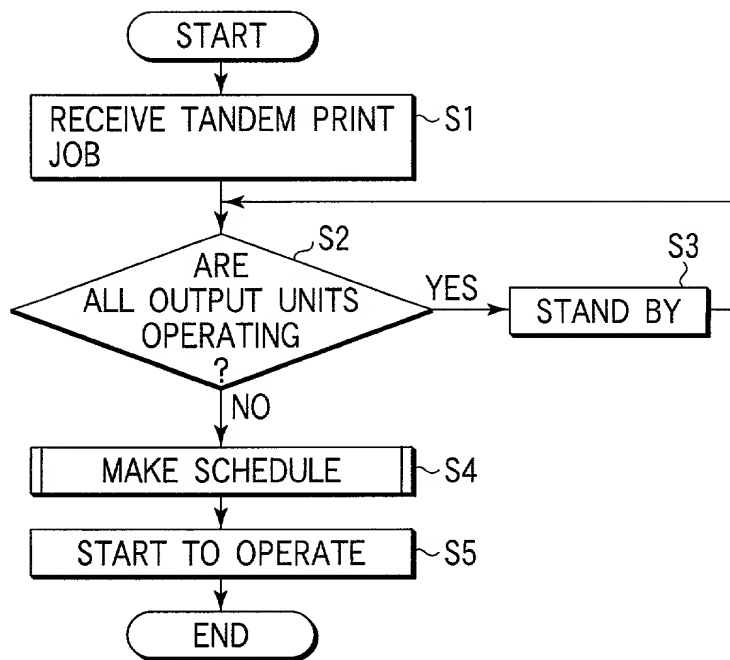 START
RECEIVE TANDEM PRINT
JOB
S1
S2
ARE
ALL OUTPUT UNITS
OPERATING
?
YES
S3
STAND BY
NO
MAKE SCHEDULE
S4
START TO OPERATE
S5
END